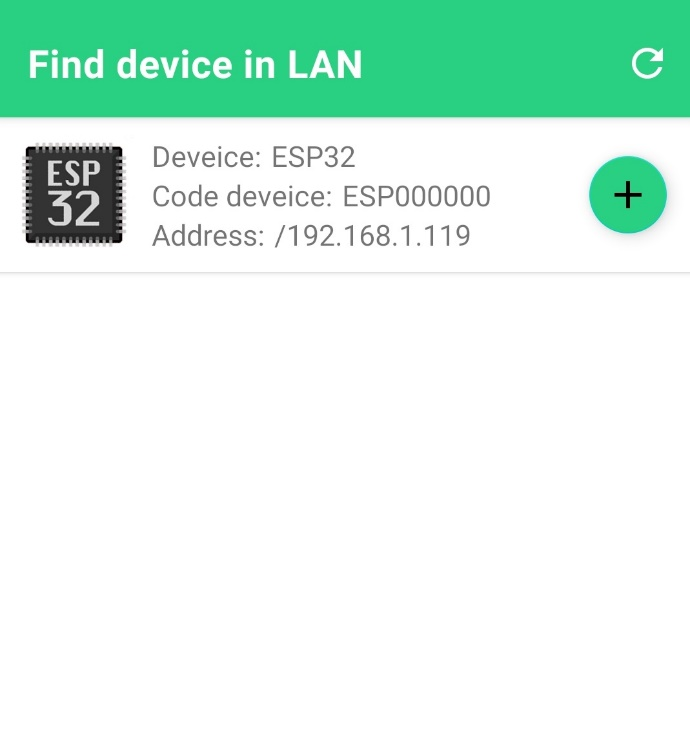 Find device in LAN
ESP
32
Deveice: ESP32
Code deveice: ESP000000
Address: /192.168.1.119